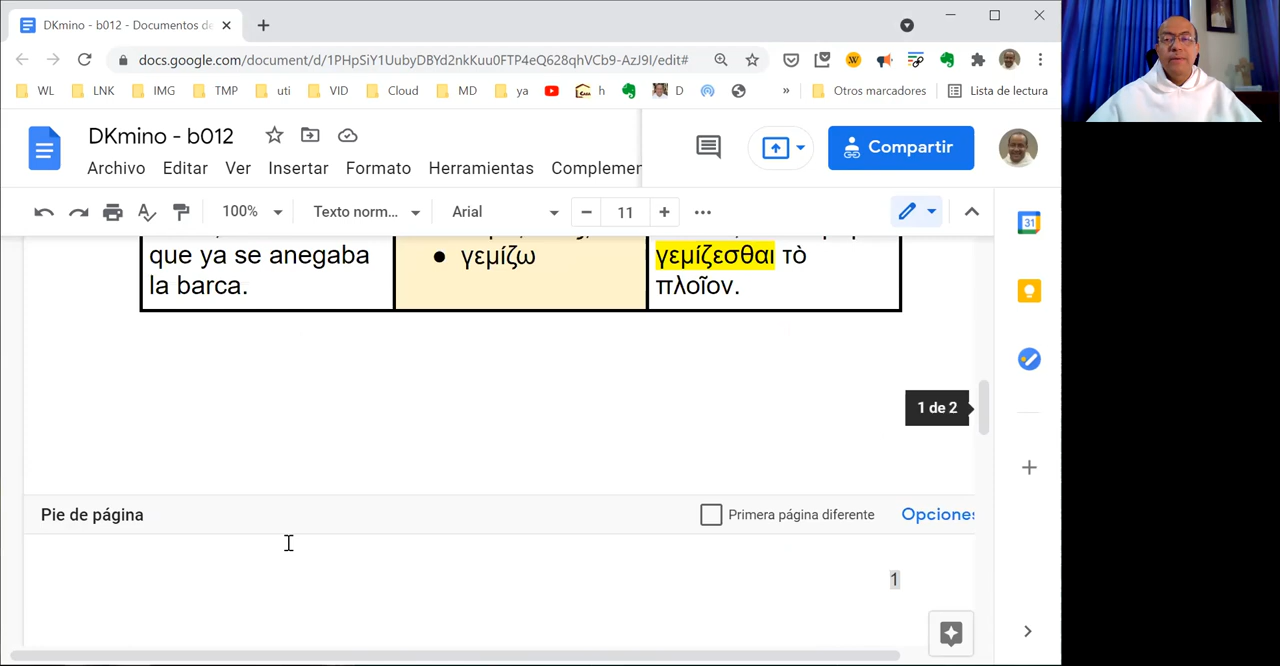 DKmino - b012 - Documentos de
docs.google.com/document/d/1PHpSiY1UubyDBYd2nkKuu0FTP4eQ628qhVCb9-AzJ9I/edit#
WL LNK IMG TMP uti VID Cloud MD ya h D » Otros marcadores Lista de lectura
DKmino - b012
Compartir
Archivo Editar Ver Insertar Formato Herramientas Complemen
100% Texto norm... Arial 11
31
que ya se anegaba
la barca.
● γεμίζω
γεμίζεσθαι τὸ
πλοῖον.
1 de 2
Pie de página Primera página diferente Opciones
1